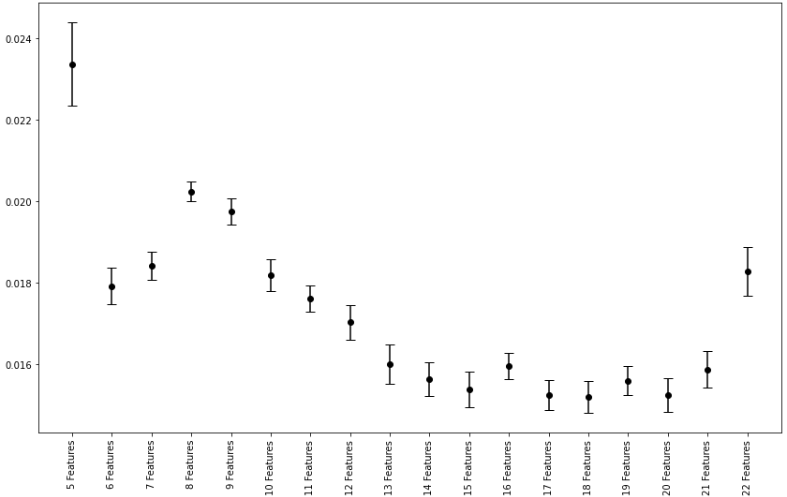 0.024
0.022
0.020
0.018
0.016
5 Features
6 Features
7 Features
8 Features
9 Features
10 Features
11 Features
12 Features
13 Features
14 Features
15 Features
16 Features
17 Features
18 Features
19 Features
20 Features
21 Features
22 Features